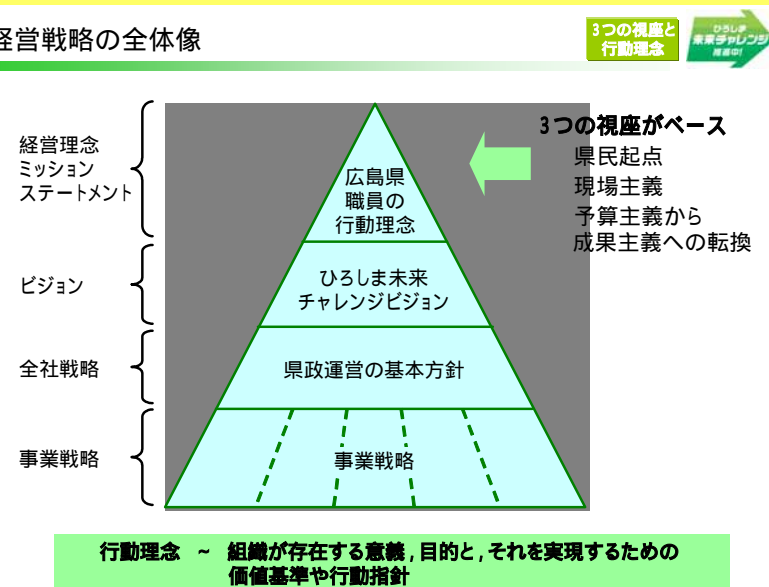 経営戦略の全体像
3つの視座と
行動理念
ひろしま
未来チャレンジ
推進中!
経営理念
ミッション
ステートメント
広島県
職員の
行動理念
3つの視座がベース
県民起点
現場主義
予算主義から
成果主義への転換
ビジョン
ひろしま未来
チャレンジビジョン
全社戦略
県政運営の基本方針
事業戦略
事業戦略
行動理念 ~ 組織が存在する意義,目的と,それを実現するための
価値基準や行動指針